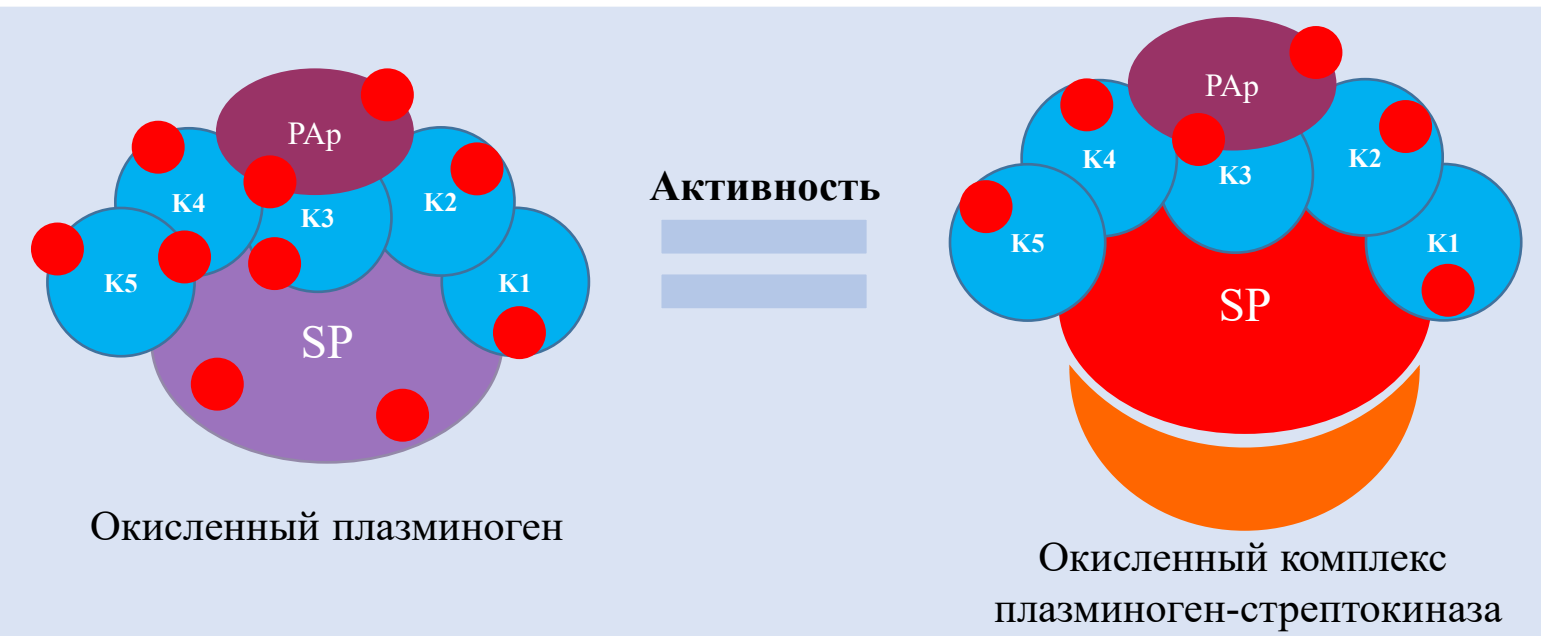 PAp
K4
K3
K2
K5
K1
SP
Окисленный плазминоген
Активность
PAp
K4
K3
K2
K5
K1
SP
Окисленный комплекс
плазминоген-стрептокиназа